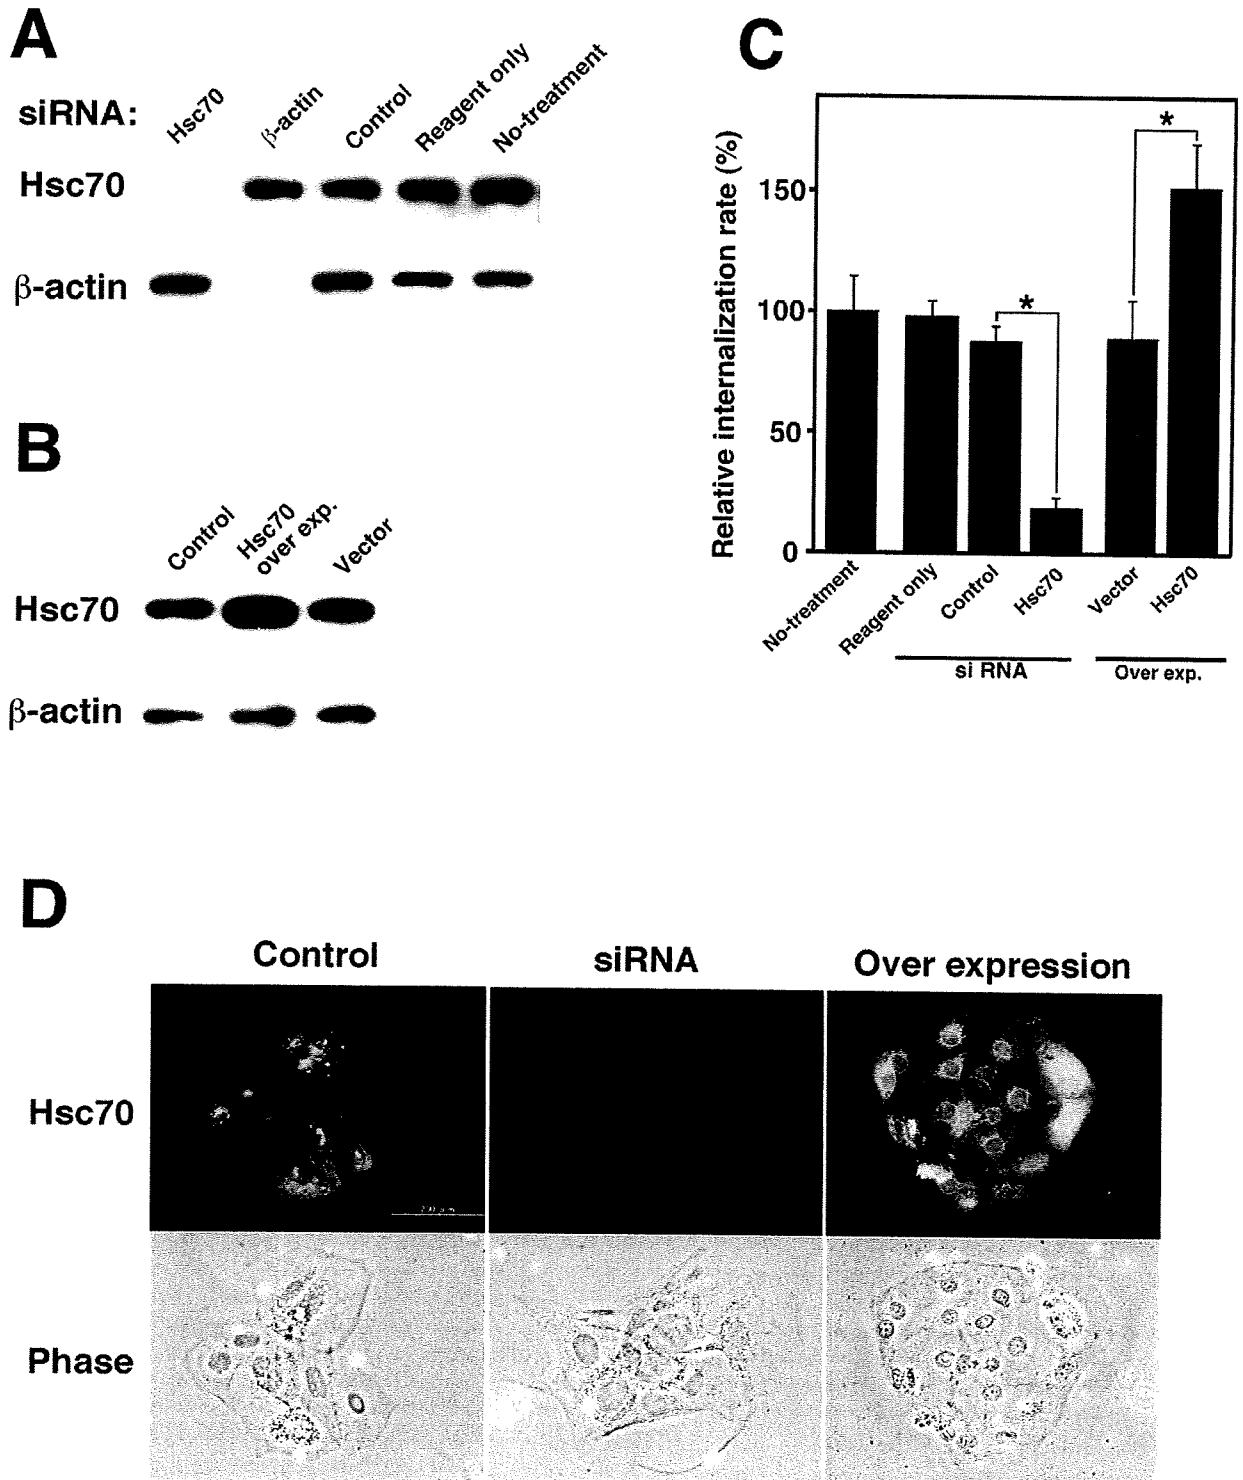 A
siRNA:
Hsc70
β-actin
Control
Reagent only
No-treatment
Hsc70
β-actin
B
Control
Hsc70
over exp.
Vector
Hsc70
β-actin
C
Relative internalization rate (%)
150
100
50
0
*
*
No-treatment
Reagent only
Control
Hsc70
Vector
Hsc70
si RNA
Over exp.
D
Control
siRNA
Over expression
Hsc70
Phase